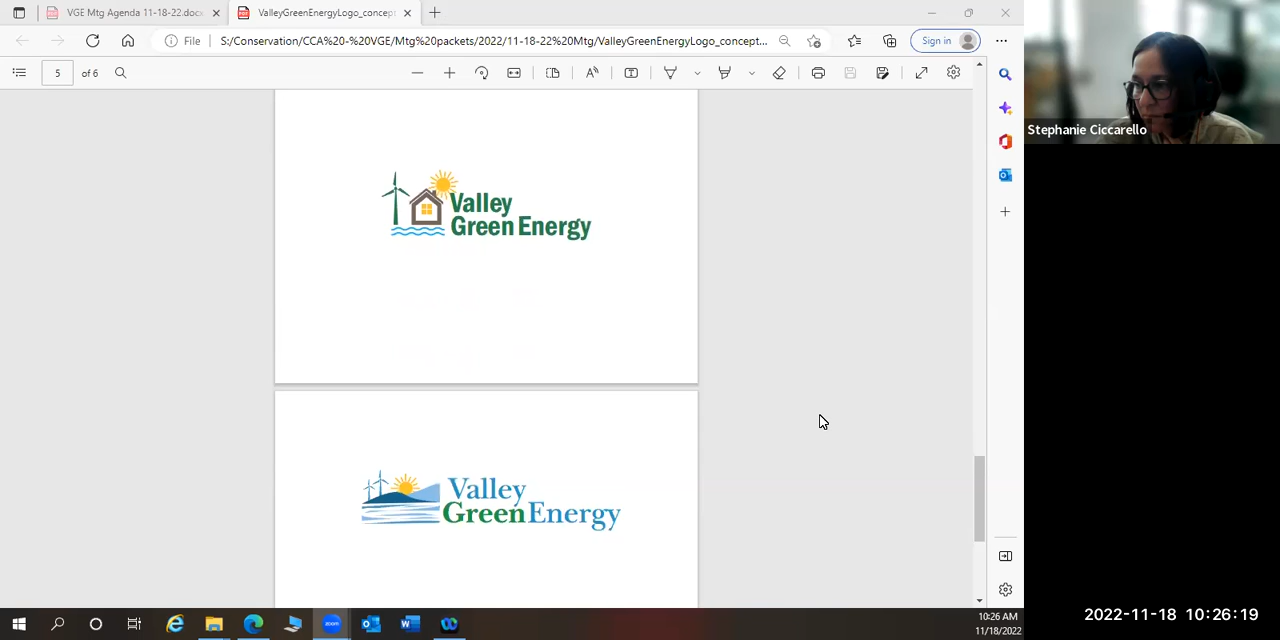 VGE Mtg Agenda 11-18-22.docx
ValleyGreenEnergyLogo_concept
File
S:/Conservation/CCA%20-%20VGE/Mtg%20packets/2022/11-18-22%20Mtg/ValleyGreenEnergyLogo_concept...
Sign in
5 of 6
Stephanie Ciccarello
Valley
Green Energy
Valley
Green Energy
zoom
10:26 AM
11/18/2022
2022-11-18 10:26:19